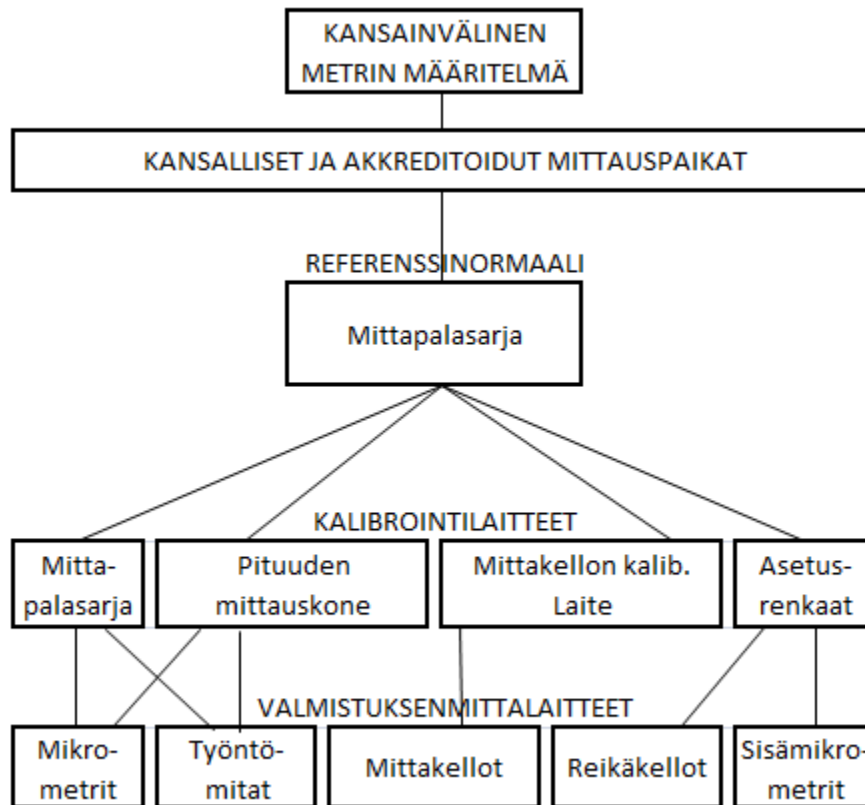 KANSAINVÄLINEN
METRIN MÄÄRITELMÄ
KANSALLISET JA AKKREDITOIDUT MITTAUSPAIKAT
REFERENSSINORMAALI
Mittapalasarja
KALIBROINTILAITTEET
Mitta-
palasarja
Pituuden
mittauskone
Mittakellon kalib.
Laite
Asetus-
renkaat
VALMISTUKSENMITTALAITTEET
Mikro-
metrit
Työntö-
mitat
Mittakellot
Reikäkellot
Sisämikro-
metrit